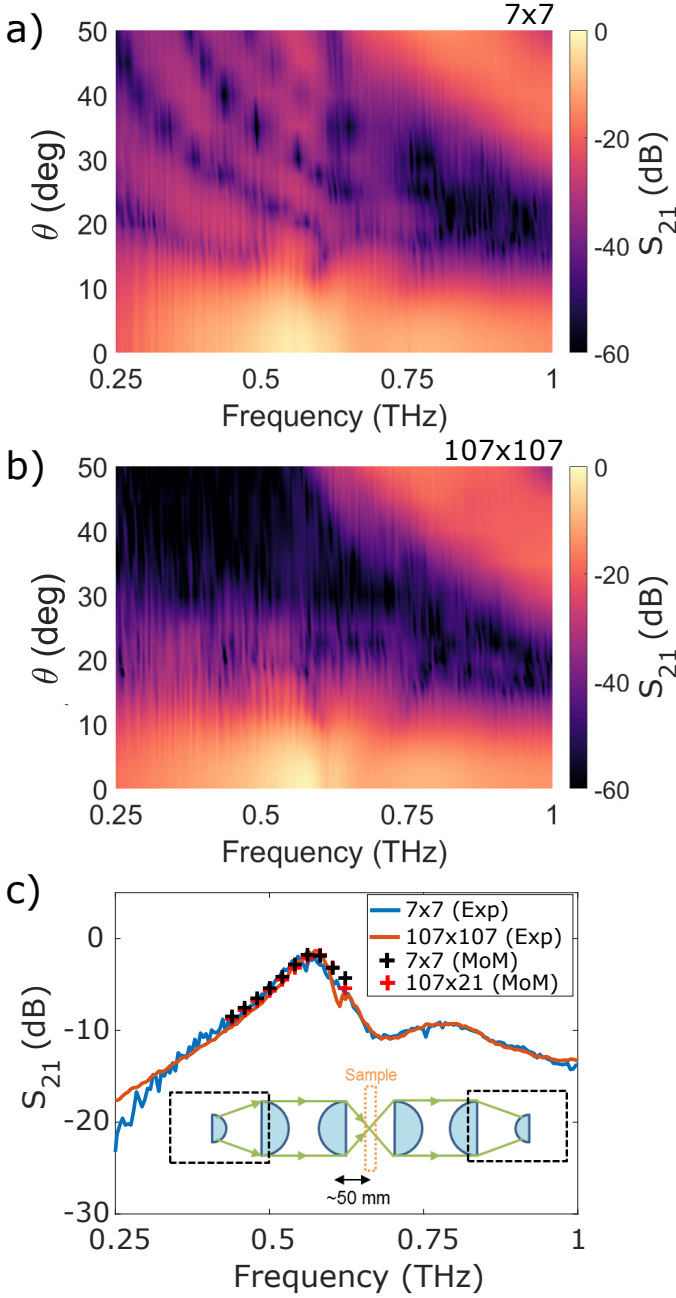 a)
7x7
50
40
30
20
10
0
θ (deg)
0.25
0.5
0.75
1
Frequency (THz)
0
-20
-40
-60
S21 (dB)
b)
107x107
50
40
30
20
10
0
θ (deg)
0.25
0.5
0.75
1
Frequency (THz)
0
-20
-40
-60
S21 (dB)
c)
0
-10
-20
-30
S21 (dB)
7x7 (Exp)
107x107 (Exp)
7x7 (MoM)
107x21 (MoM)
Sample
~50 mm
0.25
0.5
0.75
1
Frequency (THz)